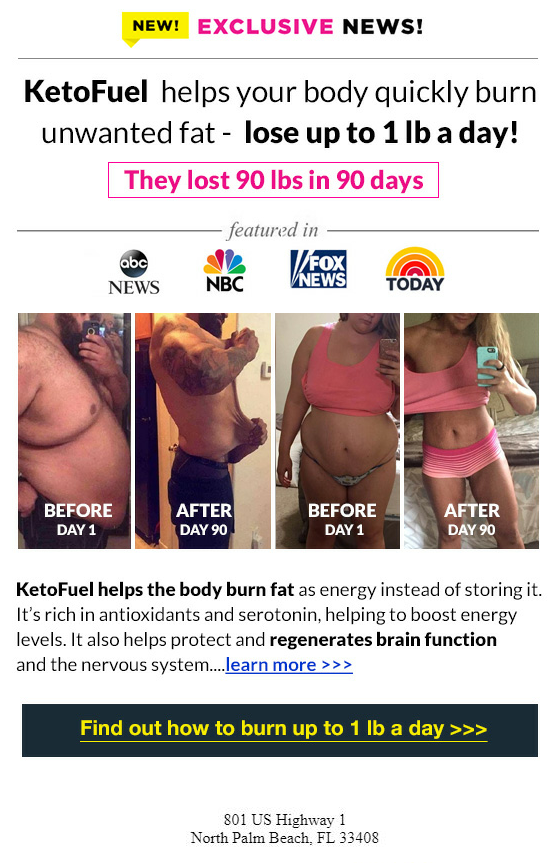 NEW! EXCLUSIVE NEWS!
KetoFuel helps your body quickly burn
unwanted fat - lose up to 1 lb a day!
They lost 90 lbs in 90 days
featured in
abc NEWS
NBC
FOX NEWS
TODAY
BEFORE DAY 1
AFTER DAY 90
BEFORE DAY 1
AFTER DAY 90
KetoFuel helps the body burn fat as energy instead of storing it.
It’s rich in antioxidants and serotonin, helping to boost energy
levels. It also helps protect and regenerates brain function
and the nervous system....learn more >>>
Find out how to burn up to 1 lb a day >>>
801 US Highway 1
North Palm Beach, FL 33408